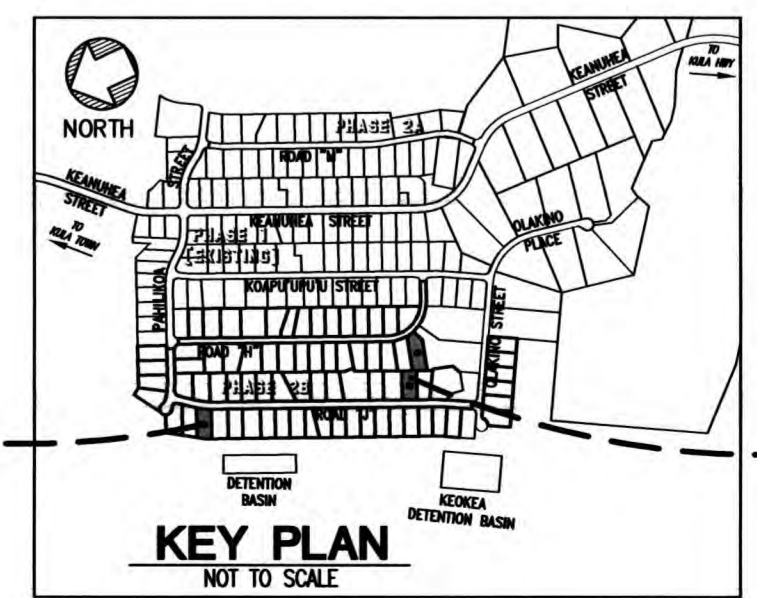 NORTH
TO
KULA HWY
KEANUHEA
STREET
PHASE 2A
ROAD "M"
STREET
KEANUHEA
STREET
TO
KULA TOWN
KEANUHEA STREET
OLAKINO
PLACE
PHASE 1
[EXISTING]
KOAPU'UPU'U STREET
PAHILIKOA
OLAKINO STREET
ROAD "H"
PHASE 2B
ROAD "J"
DETENTION
BASIN
KEOKEA
DETENTION BASIN
KEY PLAN
NOT TO SCALE